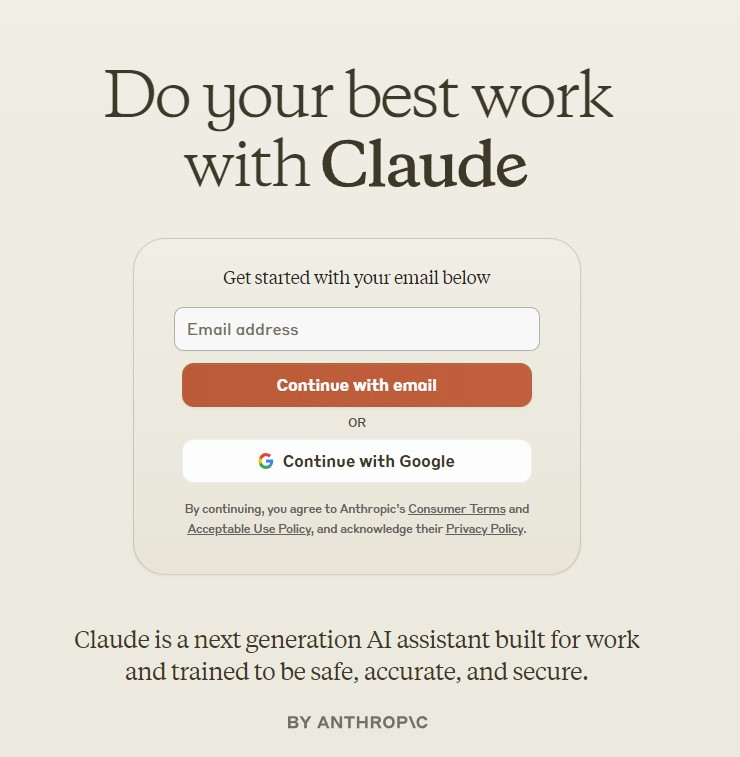 Do your best work
with Claude
Get started with your email below
Email address
Continue with email
OR
Continue with Google
By continuing, you agree to Anthropic's Consumer Terms and
Acceptable Use Policy, and acknowledge their Privacy Policy.
Claude is a next generation AI assistant built for work
and trained to be safe, accurate, and secure.
BY ANTHROP\C